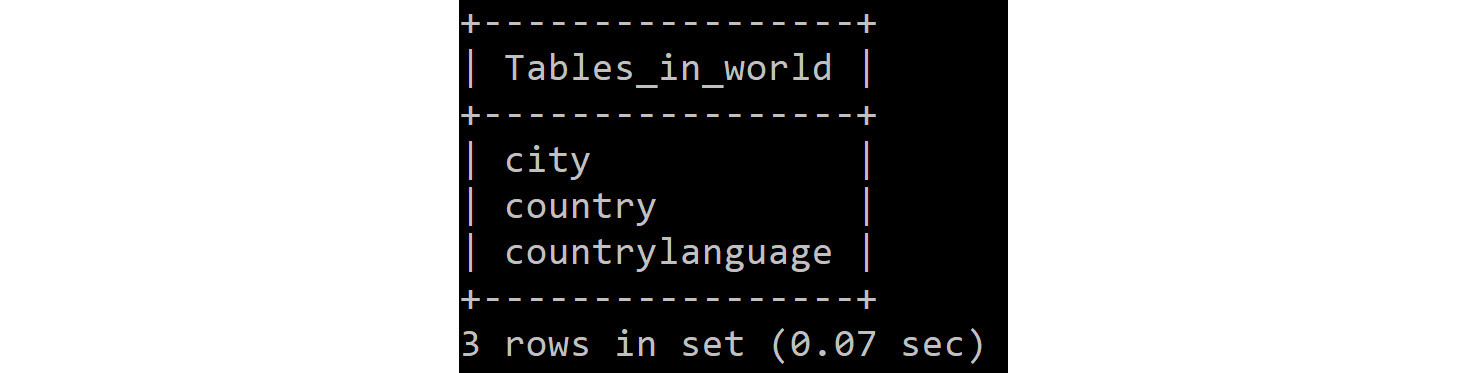 +-----------------+
| Tables_in_world |
+-----------------+
| city            |
| country         |
| countrylanguage |
+-----------------+
3 rows in set (0.07 sec)